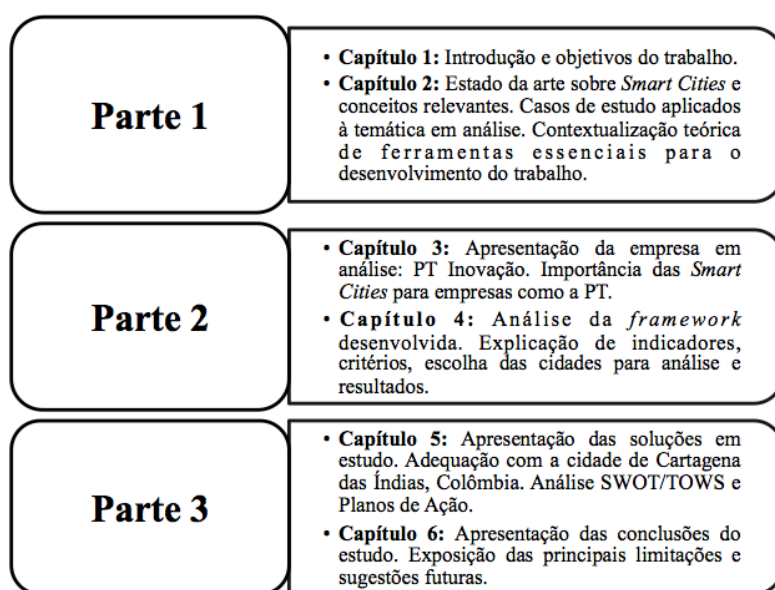 Parte 1
• Capítulo 1: Introdução e objetivos do trabalho.
• Capítulo 2: Estado da arte sobre Smart Cities e
conceitos relevantes. Casos de estudo aplicados
à temática em análise. Contextualização teórica
de ferramentas essenciais para o
desenvolvimento do trabalho.
Parte 2
• Capítulo 3: Apresentação da empresa em
análise: PT Inovação. Importância das Smart
Cities para empresas como a PT.
• Capítulo 4: Análise da framework
desenvolvida. Explicação de indicadores,
critérios, escolha das cidades para análise e
resultados.
Parte 3
• Capítulo 5: Apresentação das soluções em
estudo. Adequação com a cidade de Cartagena
das Índias, Colômbia. Análise SWOT/TOWS e
Planos de Ação.
• Capítulo 6: Apresentação das conclusões do
estudo. Exposição das principais limitações e
sugestões futuras.